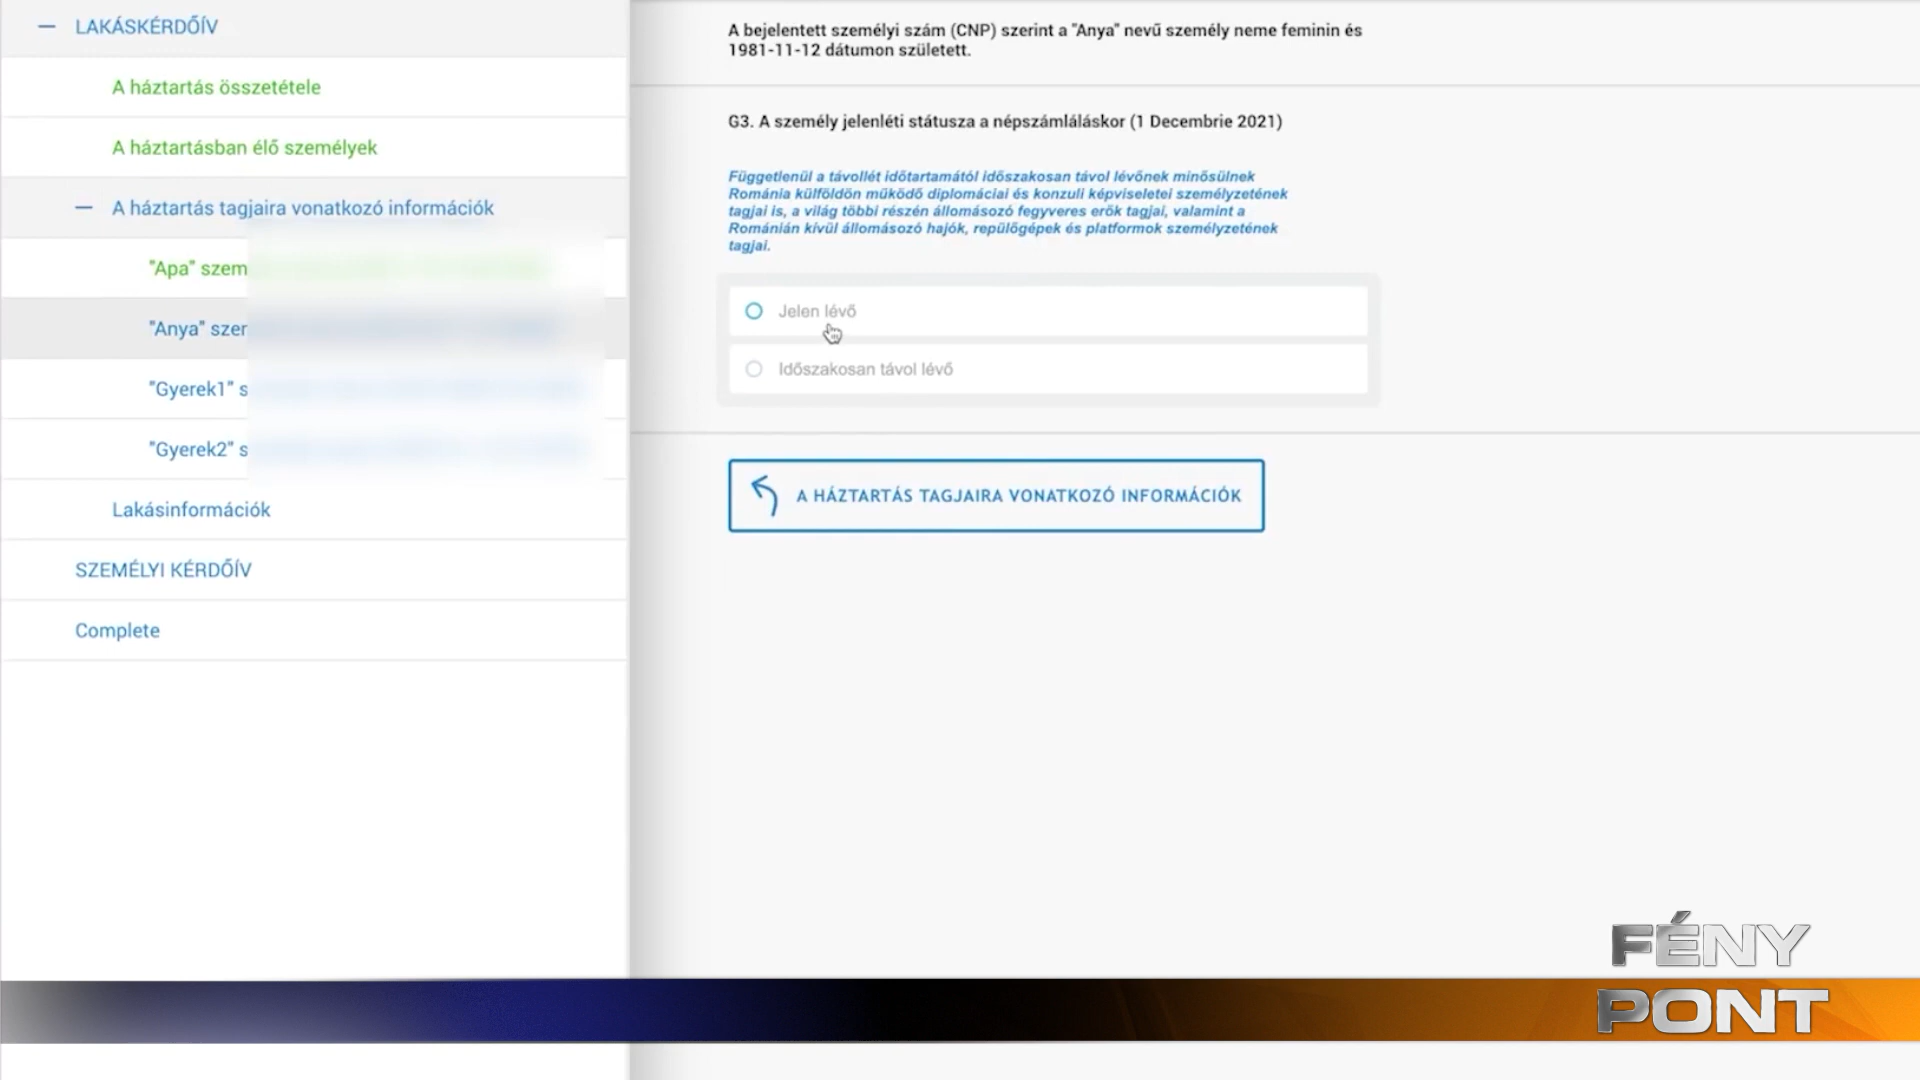 LAKÁSKÉRDŐÍV
A háztartás összetétele
A háztartásban élő személyek
A háztartás tagjaira vonatkozó információk
"Apa" szem
"Anya" szer
"Gyerek1" s
"Gyerek2" s
Lakásinformációk
SZEMÉLYI KÉRDŐÍV
Complete
A bejelentett személyi szám (CNP) szerint a "Anya" nevű személy neme feminin és
1981-11-12 dátumon született.
G3. A személy jelenléti státusza a népszámláláskor (1 Decembrie 2021)
Függetlenül a távollét időtartamától időszakosan távol lévőnek minősülnek
Románia külföldön működő diplomáciai és konzuli képviseletei személyzetének
tagjai is, a világ többi részén állomásozó fegyveres erők tagjai, valamint a
Románián kívül állomásozó hajók, repülőgépek és platformok személyzetének
tagjai.
Jelen lévő
Időszakosan távol lévő
A HÁZTARTÁS TAGJAIRA VONATKOZÓ INFORMÁCIÓK
FÉNY
PONT